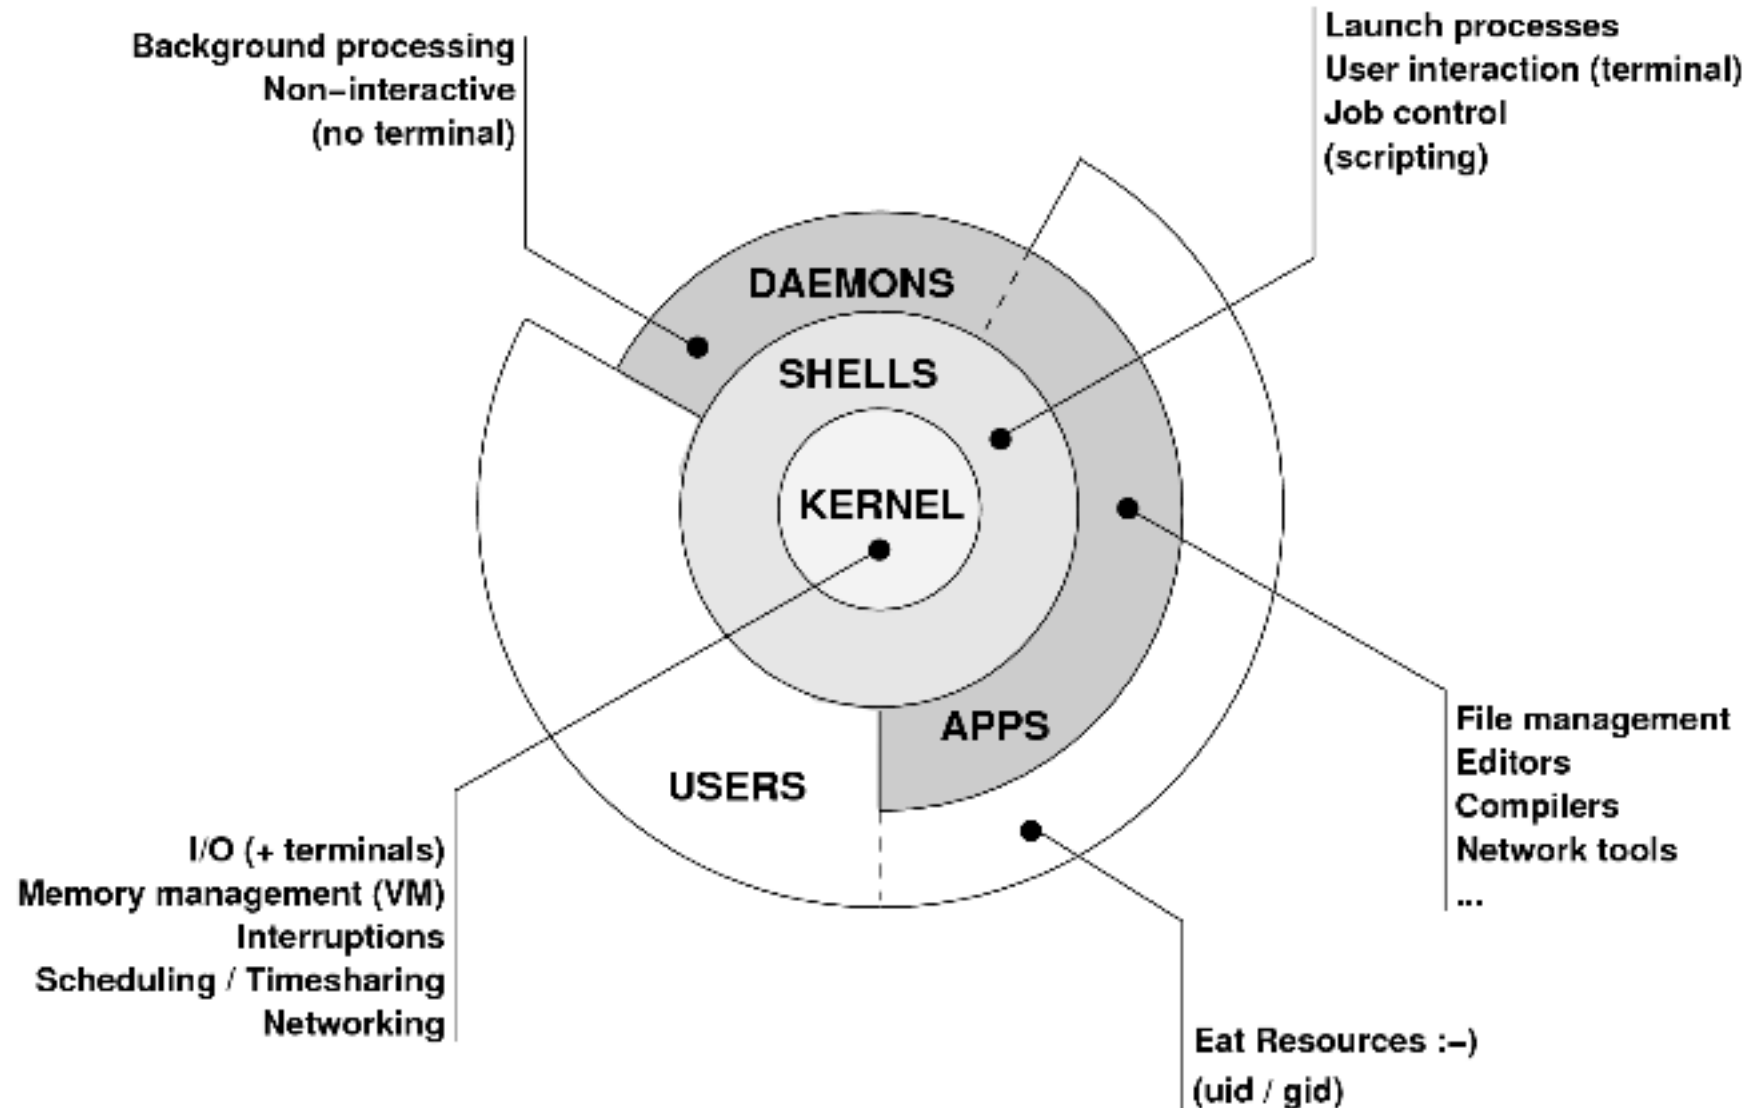 Background processing
Non-interactive
(no terminal)
Launch processes
User interaction (terminal)
Job control
(scripting)
DAEMONS
SHELLS
KERNEL
APPS
USERS
I/O (+ terminals)
Memory management (VM)
Interruptions
Scheduling / Timesharing
Networking
File management
Editors
Compilers
Network tools
...
Eat Resources :-)
(uid / gid)